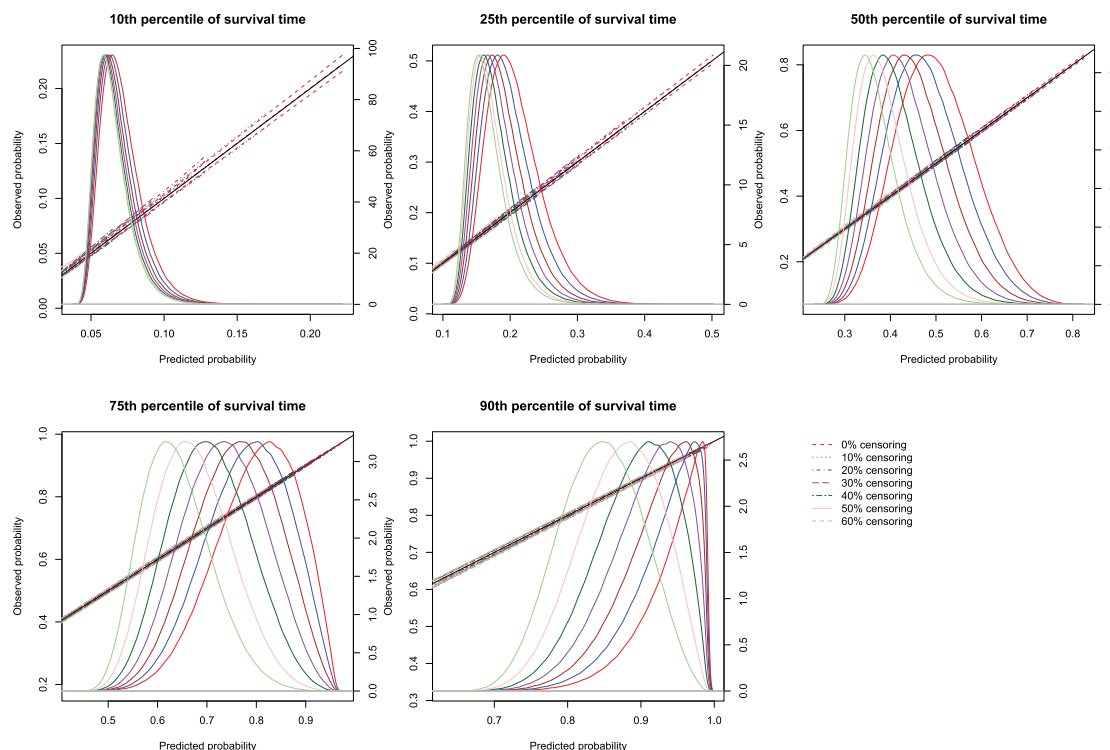 10th percentile of survival time
25th percentile of survival time
50th percentile of survival time
Observed probability
0.00 0.05 0.10 0.15 0.20
0 20 40 60 80 100
0.05 0.10 0.15 0.20
Predicted probability
Observed probability
0.0 0.1 0.2 0.3 0.4 0.5
0 5 10 15 20
0.1 0.2 0.3 0.4 0.5
Predicted probability
Observed probability
0.2 0.4 0.6 0.8
0.3 0.4 0.5 0.6 0.7 0.8
Predicted probability
75th percentile of survival time
90th percentile of survival time
Observed probability
0.2 0.4 0.6 0.8 1.0
0.0 0.5 1.0 1.5 2.0 2.5 3.0
0.5 0.6 0.7 0.8 0.9
Predicted probability
Observed probability
0.3 0.4 0.5 0.6 0.7 0.8 0.9 1.0
0.0 0.5 1.0 1.5 2.0 2.5
0.7 0.8 0.9 1.0
Predicted probability
0% censoring
10% censoring
20% censoring
30% censoring
40% censoring
50% censoring
60% censoring